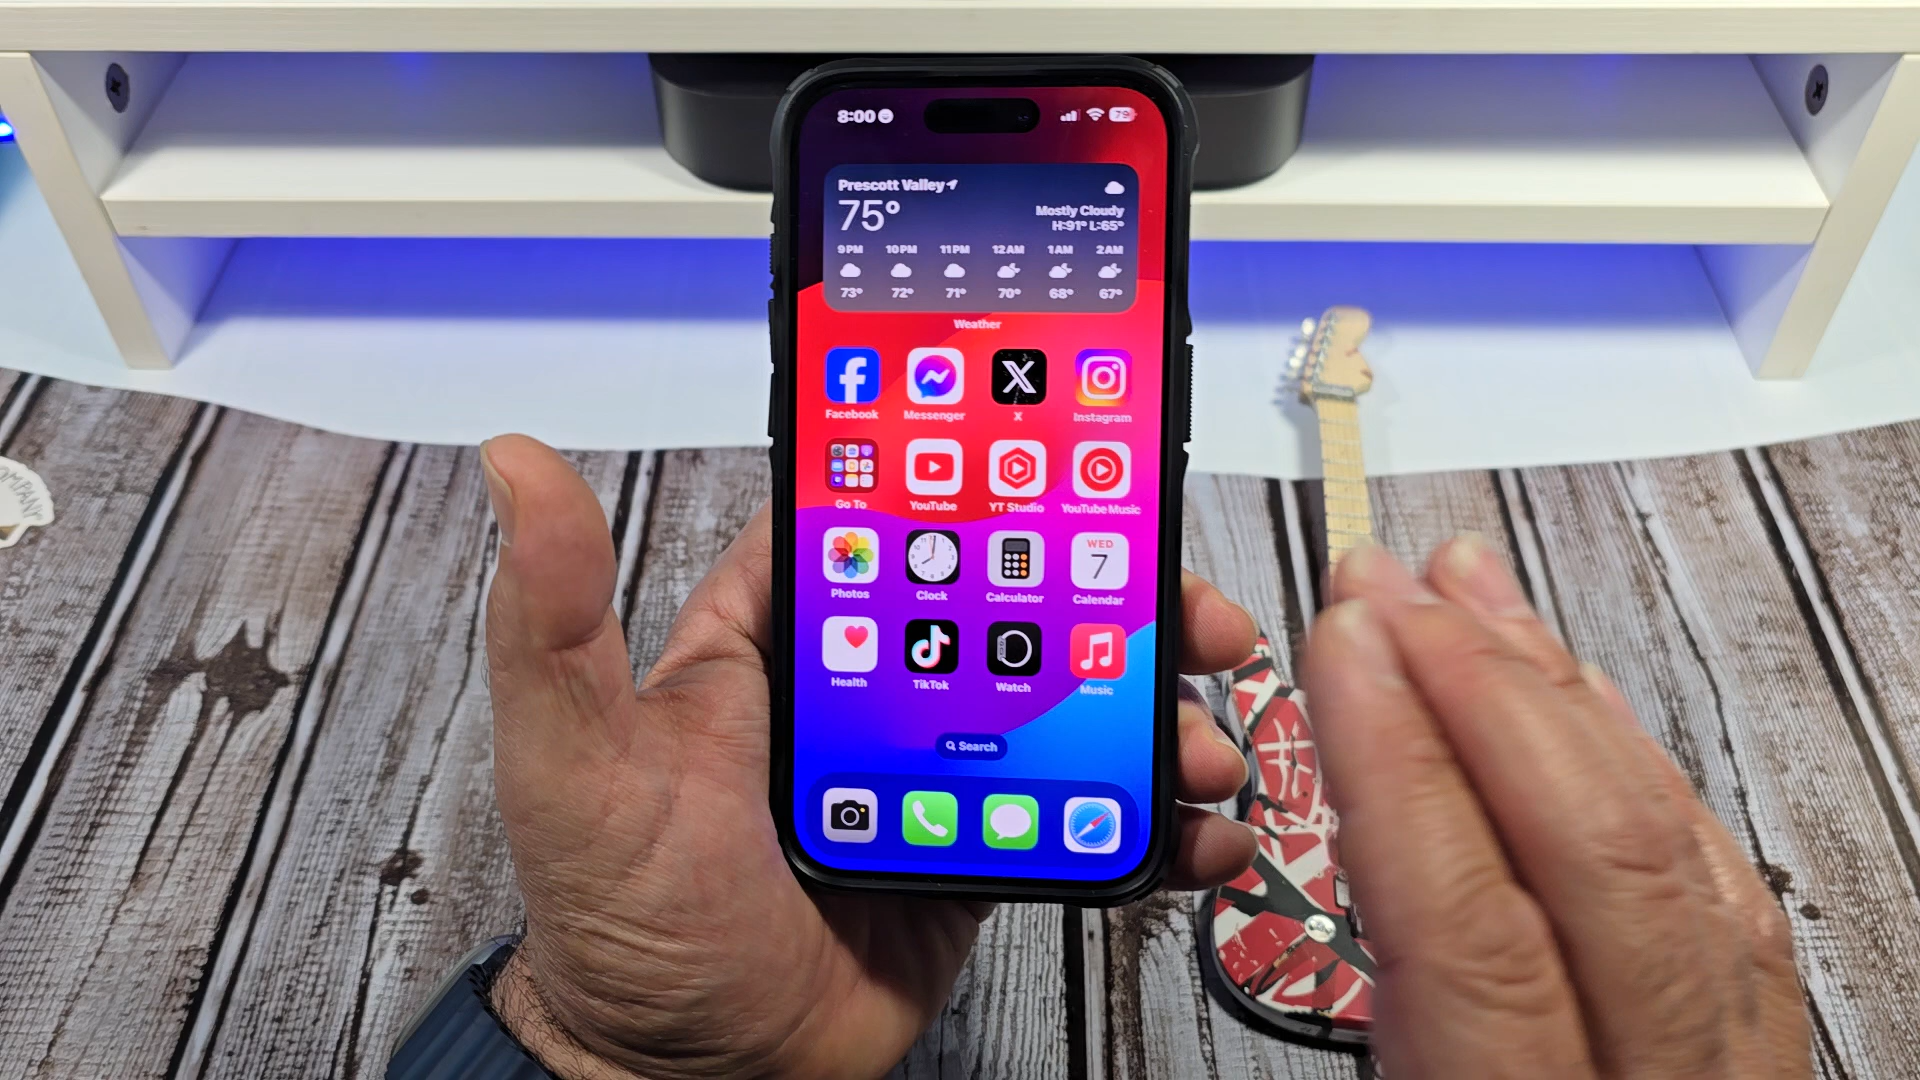 8:00
79
Prescott Valley
75°
Mostly Cloudy
H:91° L:65°
9PM 10PM 11PM 12AM 1AM 2AM
73° 72° 71° 70° 68° 67°
Weather
Facebook Messenger X Instagram
Go To YouTube YT Studio YouTube Music
WED
7
Photos Clock Calculator Calendar
Health TikTok Watch Music
Search
OMPANY